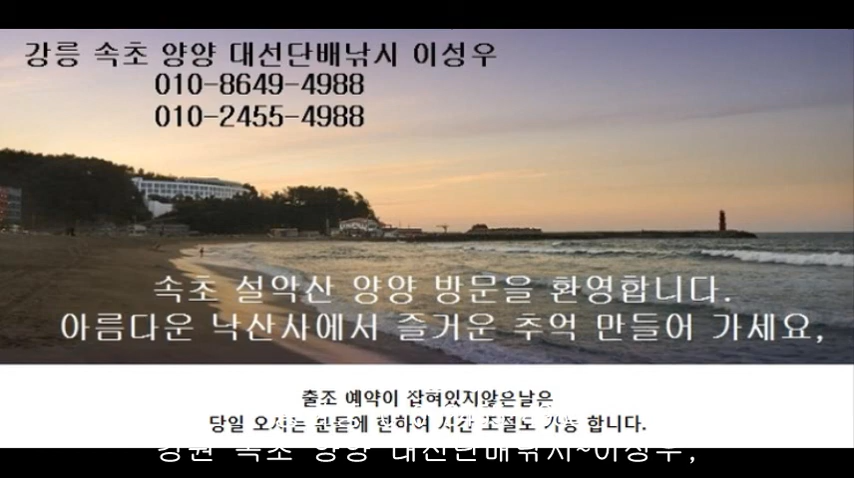 강릉 속초 양양 대선단배낚시 이성우
010-8649-4988
010-2455-4988
속초 설악산 양양 방문을 환영합니다.
아름다운 낙산사에서 즐거운 추억 만들어 가세요,
출조 예약이 잡혀있지않은날은
당일 오시는 분들에 한하여 시간 조절도 가능 합니다.
강원 속초 양양 대선단배낚시~이성우,